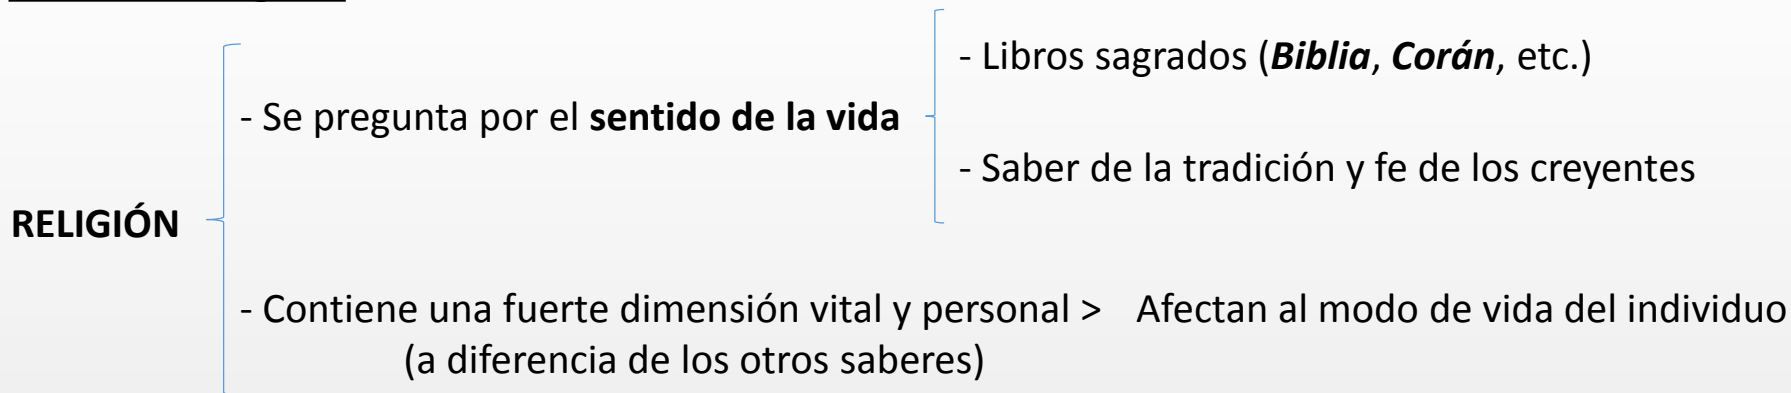 - Libros sagrados (Biblia, Corán, etc.)
- Se pregunta por el sentido de la vida
- Saber de la tradición y fe de los creyentes
RELIGIÓN
- Contiene una fuerte dimensión vital y personal > Afectan al modo de vida del individuo
(a diferencia de los otros saberes)